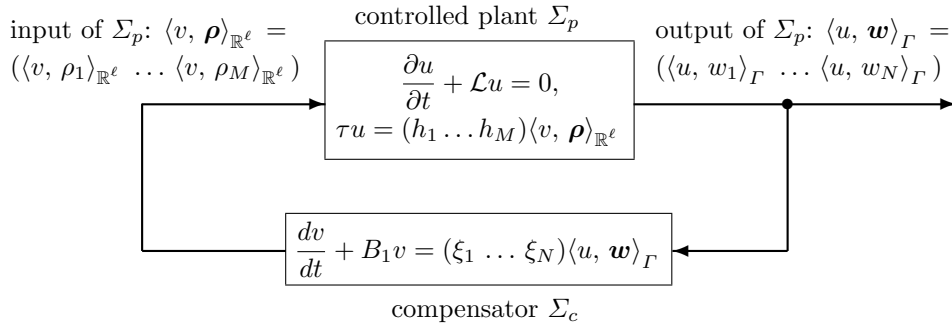 controlled plant Σ_p
input of Σ_p: ⟨v, ρ⟩_{ℝ^ℓ} =
(⟨v, ρ_1⟩_{ℝ^ℓ} … ⟨v, ρ_M⟩_{ℝ^ℓ})
∂u/∂t + ℒu = 0,
τu = (h_1 … h_M)⟨v, ρ⟩_{ℝ^ℓ}
output of Σ_p: ⟨u, w⟩_Γ =
(⟨u, w_1⟩_Γ … ⟨u, w_N⟩_Γ)
dv/dt + B_1v = (ξ_1 … ξ_N)⟨u, w⟩_Γ
compensator Σ_c